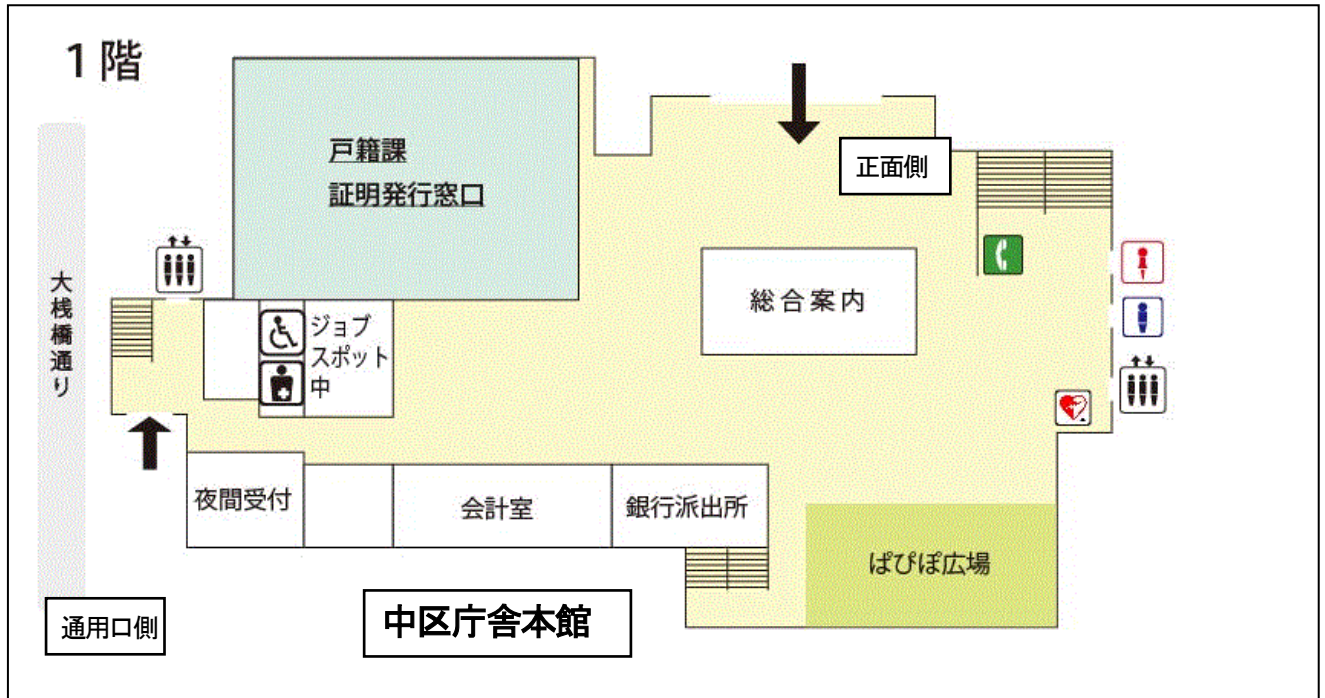 1階
正面側
戸籍課
証明発行窓口
総合案内
大桟橋通り
ジョブ
スポット
中
夜間受付
会計室
銀行派出所
ぱぴぽ広場
中区庁舎本館
通用口側